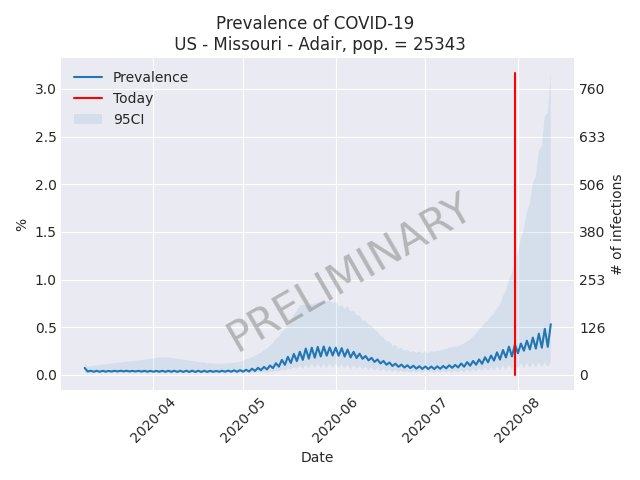 Prevalence of COVID-19
US - Missouri - Adair, pop. = 25343
Prevalence
Today
95CI
PRELIMINARY
%
3.0
2.5
2.0
1.5
1.0
0.5
0.0
760
633
506
380
253
126
0
# of infections
2020-04
2020-05
2020-06
2020-07
2020-08
Date